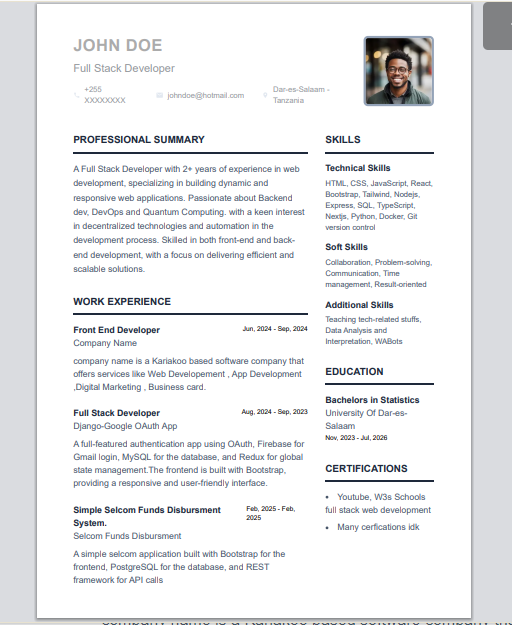 JOHN DOE
Full Stack Developer
+255
XXXXXXXX
johndoe@hotmail.com
Dar-es-Salaam -
Tanzania
PROFESSIONAL SUMMARY
A Full Stack Developer with 2+ years of experience in web
development, specializing in building dynamic and
responsive web applications. Passionate about Backend
dev, DevOps and Quantum Computing. with a keen interest
in decentralized technologies and automation in the
development process. Skilled in both front-end and back-
end development, with a focus on delivering efficient and
scalable solutions.
WORK EXPERIENCE
Front End Developer
Jun, 2024 - Sep, 2024
Company Name
company name is a Kariakoo based software company that
offers services like Web Developement , App Development
,Digital Marketing , Business card.
Full Stack Developer
Aug, 2024 - Sep, 2023
Django-Google OAuth App
A full-featured authentication app using OAuth, Firebase for
Gmail login, MySQL for the database, and Redux for global
state management.The frontend is built with Bootstrap,
providing a responsive and user-friendly interface.
Simple Selcom Funds Disbursment
System.
Feb, 2025 - Feb,
2025
Selcom Funds Disbursment
A simple selcom application built with Bootstrap for the
frontend, PostgreSQL for the database, and REST
framework for API calls
SKILLS
Technical Skills
HTML, CSS, JavaScript, React,
Bootstrap, Tailwind, Nodejs,
Express, SQL, TypeScript,
Nextjs, Python, Docker, Git
version control
Soft Skills
Collaboration, Problem-solving,
Communication, Time
management, Result-oriented
Additional Skills
Teaching tech-related stuffs,
Data Analysis and
Interpretation, WABots
EDUCATION
Bachelors in Statistics
University Of Dar-es-
Salaam
Nov, 2023 - Jul, 2026
CERTIFICATIONS
• Youtube, W3s Schools
full stack web development
• Many cerfications idk